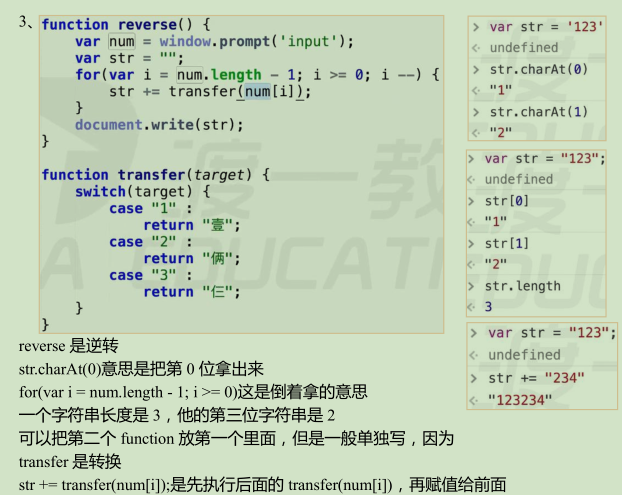 3、
function reverse() {
var num = window.prompt('input');
var str = "";
for(var i = num.length - 1; i >= 0; i --) {
str += transfer(num[i]);
}
document.write(str);
}
function transfer(target) {
switch(target) {
case "1" :
return "壹";
case "2" :
return "俩";
case "3" :
return "仨";
}
}
> var str = '123'
undefined
> str.charAt(0)
"1"
> str.charAt(1)
"2"
> var str = "123";
undefined
> str[0]
"1"
> str[1]
"2"
> str.length
3
> var str = "123";
undefined
> str += "234"
"123234"
reverse 是逆转
str.charAt(0)意思是把第 0 位拿出来
for(var i = num.length - 1; i >= 0)这是倒着拿的意思
一个字符串长度是 3，他的第三位字符串是 2
可以把第二个 function 放第一个里面，但是一般单独写，因为
transfer 是转换
str += transfer(num[i]);是先执行后面的 transfer(num[i])，再赋值给前面